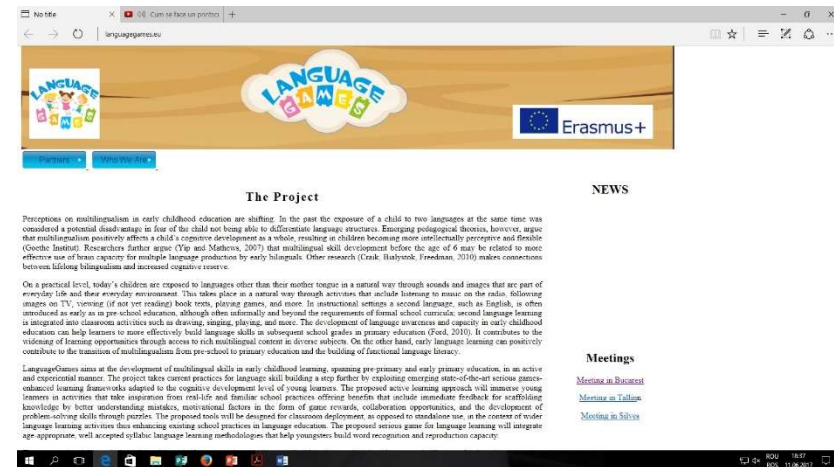 No title
Cum se face un printscr
languagegames.eu
LANGUAGE
GAMES
LANGUAGE
GAMES
Erasmus+
Partners
Who We Are
The Project
Perceptions on multilingualism in early childhood education are shifting. In the past the exposure of a child to two languages at the same time was
considered a potential disadvantage in fear of the child not being able to differentiate language structures. Emerging pedagogical theories, however, argue
that multilingualism positively affects a child's cognitive development as a whole, resulting in children becoming more intellectually perceptive and flexible
(Goethe Institut). Researchers further argue (Yip and Mathews, 2007) that multilingual skill development before the age of 6 may be related to more
effective use of brain capacity for multiple language production by early bilinguals. Other research (Craik, Bialystok, Freedman, 2010) makes connections
between lifelong bilingualism and increased cognitive reserve.
On a practical level, today's children are exposed to languages other than their mother tongue in a natural way through sounds and images that are part of
everyday life and their everyday environment. This takes place in a natural way through activities that include listening to music on the radio, following
images on TV, viewing (if not yet reading) book texts, playing games, and more. In instructional settings a second language, such as English, is often
introduced as early as in pre-school education, although often informally and beyond the requirements of formal school curricula; second language learning
is integrated into classroom activities such as drawing, singing, playing, and more. The development of language awareness and capacity in early childhood
education can help learners to more effectively build language skills in subsequent school grades in primary education (Ford, 2010). It contributes to the
widening of learning opportunities through access to rich multilingual content in diverse subjects. On the other hand, early language learning can positively
contribute to the transition of multilingualism from pre-school to primary education and the building of functional language literacy.
LanguageGames aims at the development of multilingual skills in early childhood learning, spanning pre-primary and early primary education, in an active
and experiential manner. The project takes current practices for language skill building a step further by exploiting emerging state-of-the-art serious games-
enhanced learning frameworks adapted to the cognitive development level of young learners. The proposed active learning approach will immerse young
learners in activities that take inspiration from real-life and familiar school practices offering benefits that include immediate feedback for scaffolding
knowledge by better understanding mistakes, motivational factors in the form of game rewards, collaboration opportunities, and the development of
problem-solving skills through puzzles. The proposed tools will be designed for classroom deployment, as opposed to standalone use, in the context of wider
language learning activities thus enhancing existing school practices in language education. The proposed serious game for language learning will integrate
age-appropriate, well accepted syllabic language learning methodologies that help youngsters build word recognition and reproduction capacity.
NEWS
Meetings
Meeting in Bucarest
Meeting in Tallinn
Meeting in Silves
ROU 18:37
ROS 11.06.2017